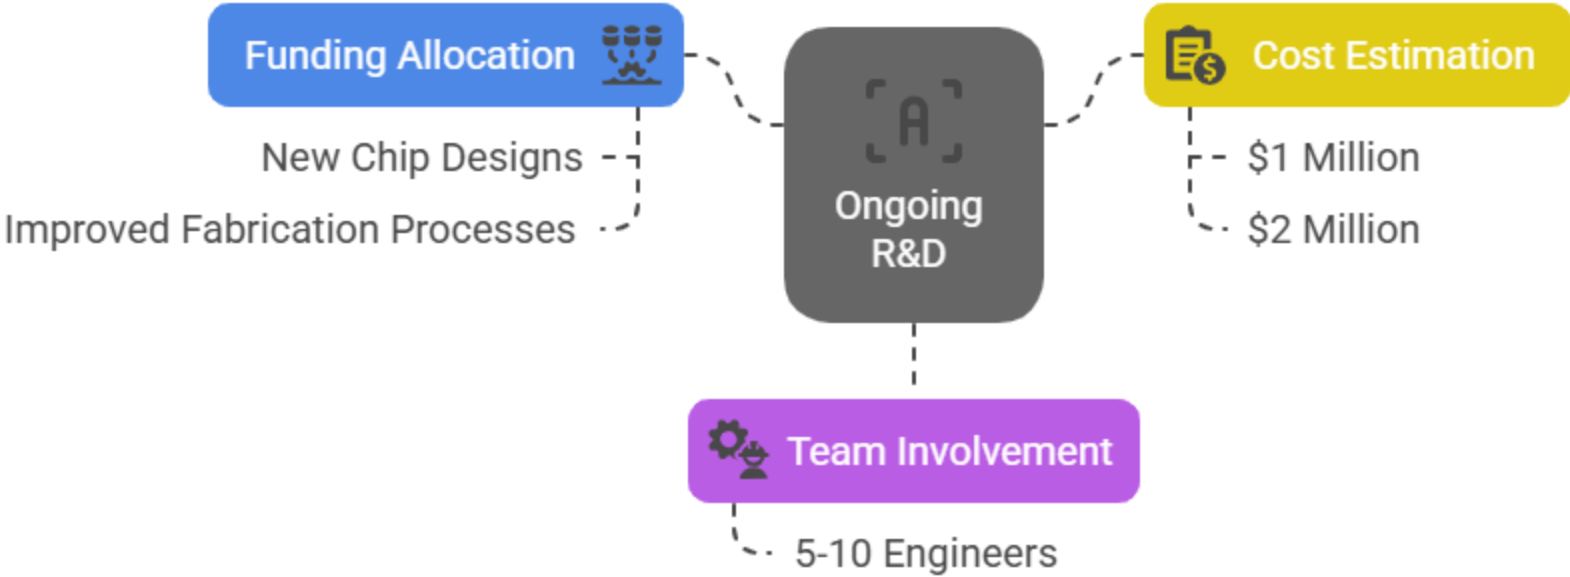 Funding Allocation
New Chip Designs
Improved Fabrication Processes
A
Ongoing
R&D
Cost Estimation
$1 Million
$2 Million
Team Involvement
5-10 Engineers